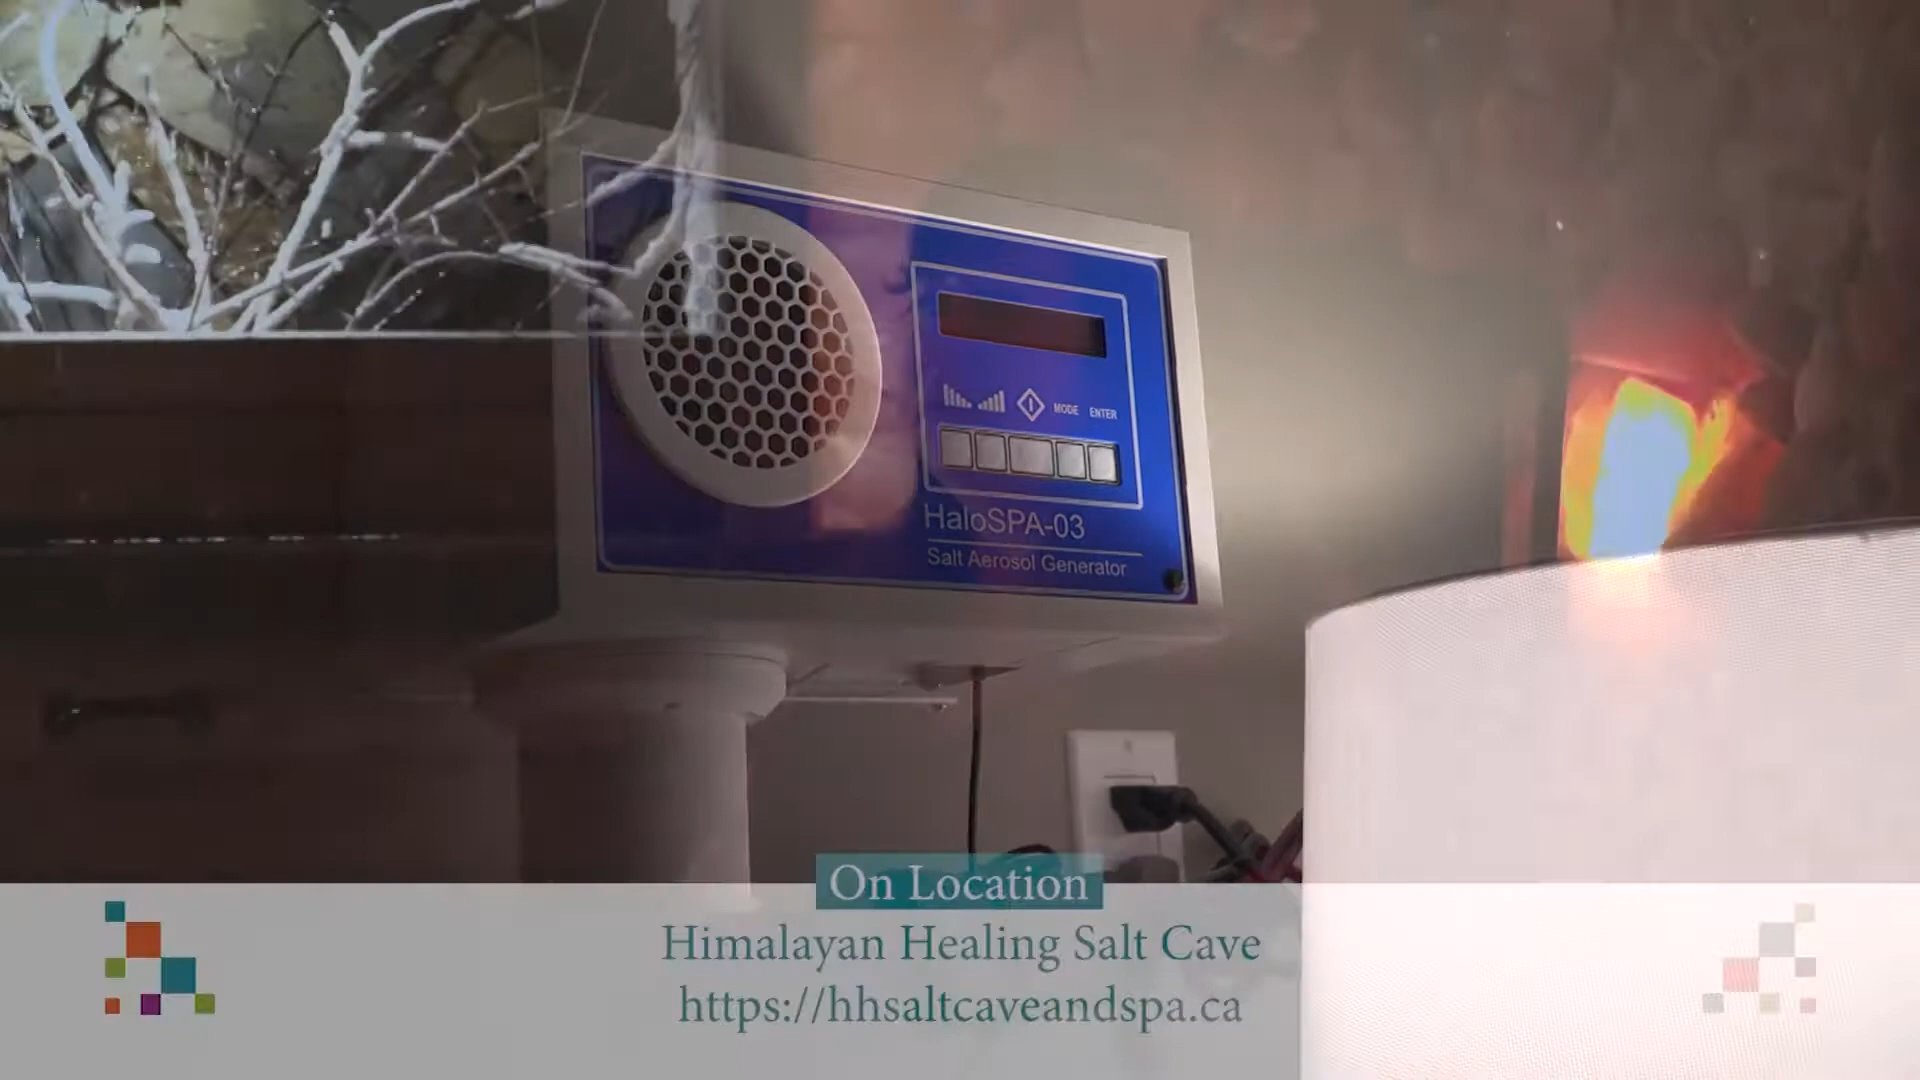 MODE ENTER
HaloSPA-03
Salt Aerosol Generator
On Location
Himalayan Healing Salt Cave
https://hhsaltcaveandspa.ca